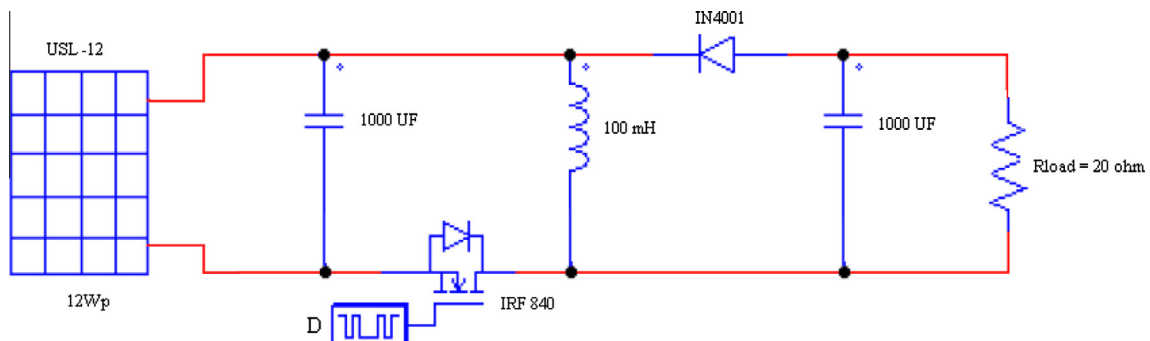 IN4001
USL -12
1000 UF
100 mH
1000 UF
Rload = 20 ohm
12Wp
IRF 840
D